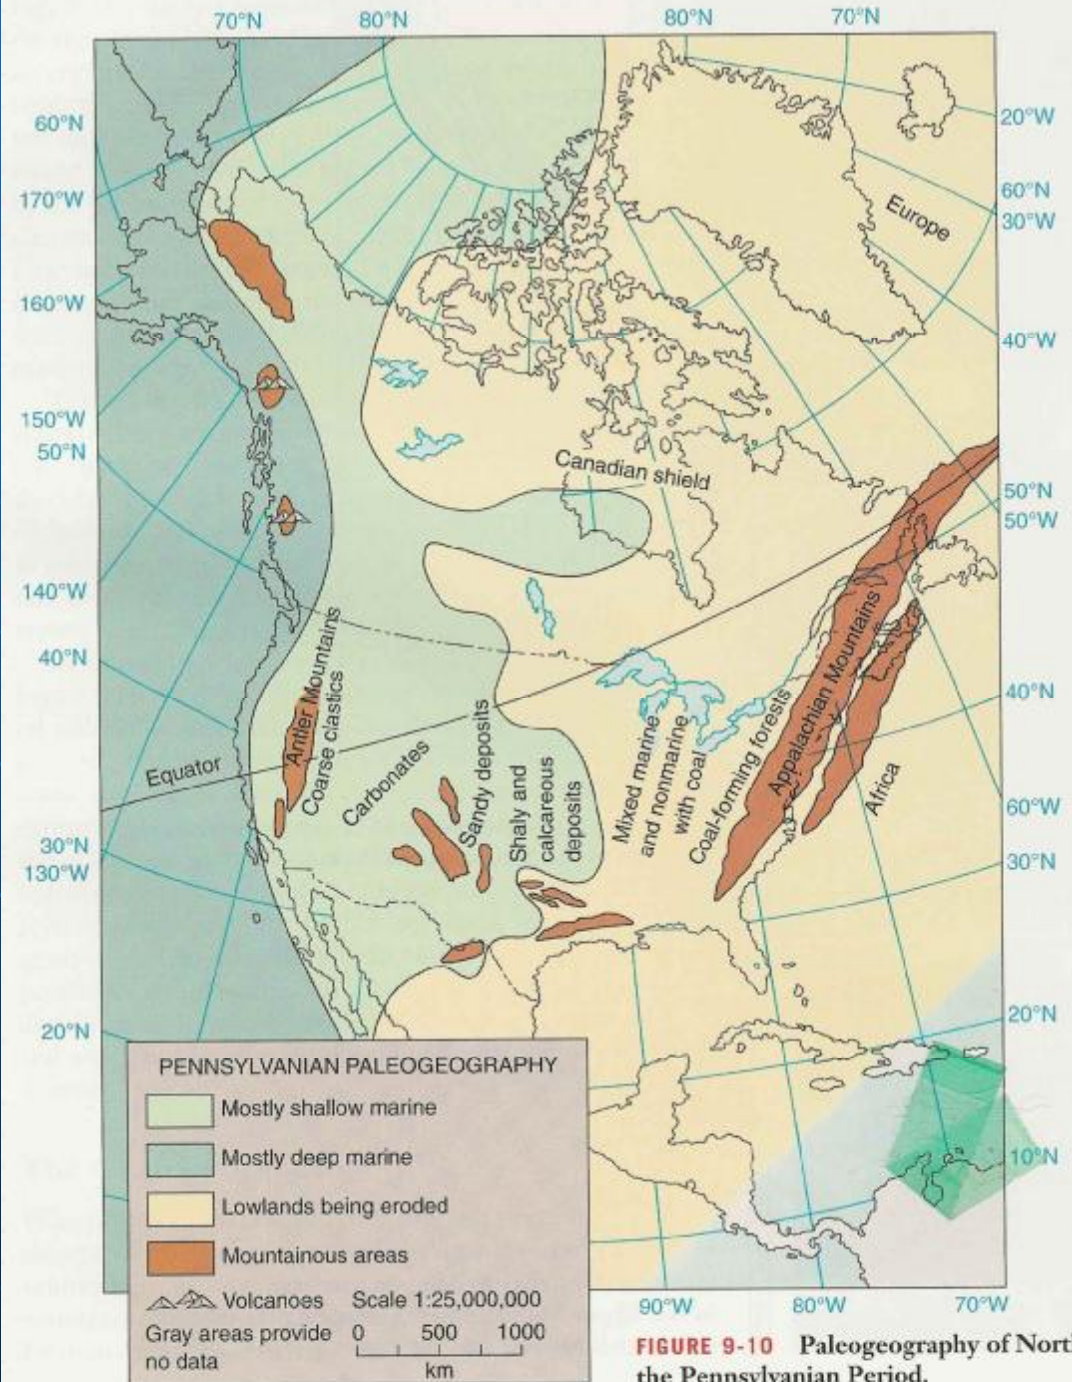 70°N
80°N
80°N
70°N
60°N
170°W
160°W
150°W
50°N
140°W
40°N
30°N
130°W
20°N
20°W
60°N
30°W
40°W
50°N
50°W
40°N
60°W
30°N
20°N
10°N
90°W
80°W
70°W
Europe
Canadian shield
Antler Mountains
Coarse clastics
Equator
Carbonates
Sandy deposits
Shaly and
calcareous
deposits
Mixed marine
and nonmarine
with coal
Coal-forming forests
Appalachian Mountains
Africa
PENNSYLVANIAN PALEOGEOGRAPHY
Mostly shallow marine
Mostly deep marine
Lowlands being eroded
Mountainous areas
Volcanoes
Scale 1:25,000,000
Gray areas provide
no data
0 500 1000
km
FIGURE 9-10 Paleogeography of North
the Pennsylvanian Period.